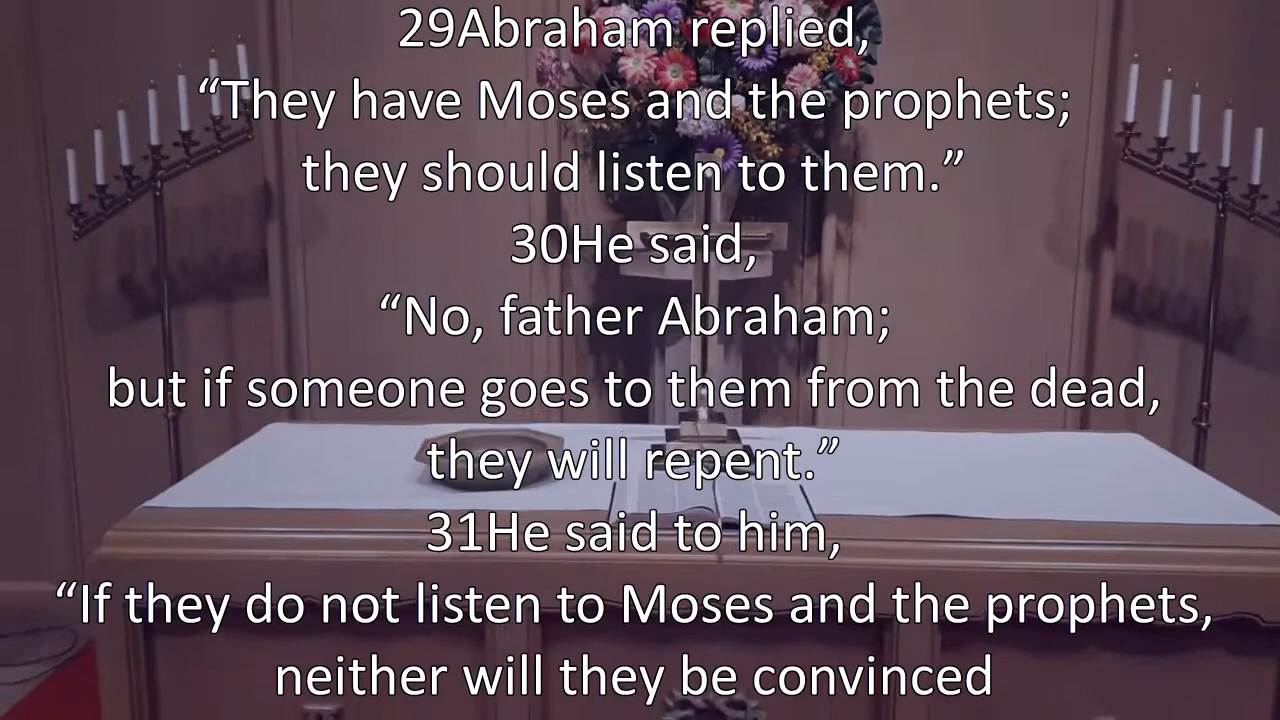 29Abraham replied,
“They have Moses and the prophets;
they should listen to them.”
30He said,
“No, father Abraham;
but if someone goes to them from the dead,
they will repent.”
31He said to him,
“If they do not listen to Moses and the prophets,
neither will they be convinced